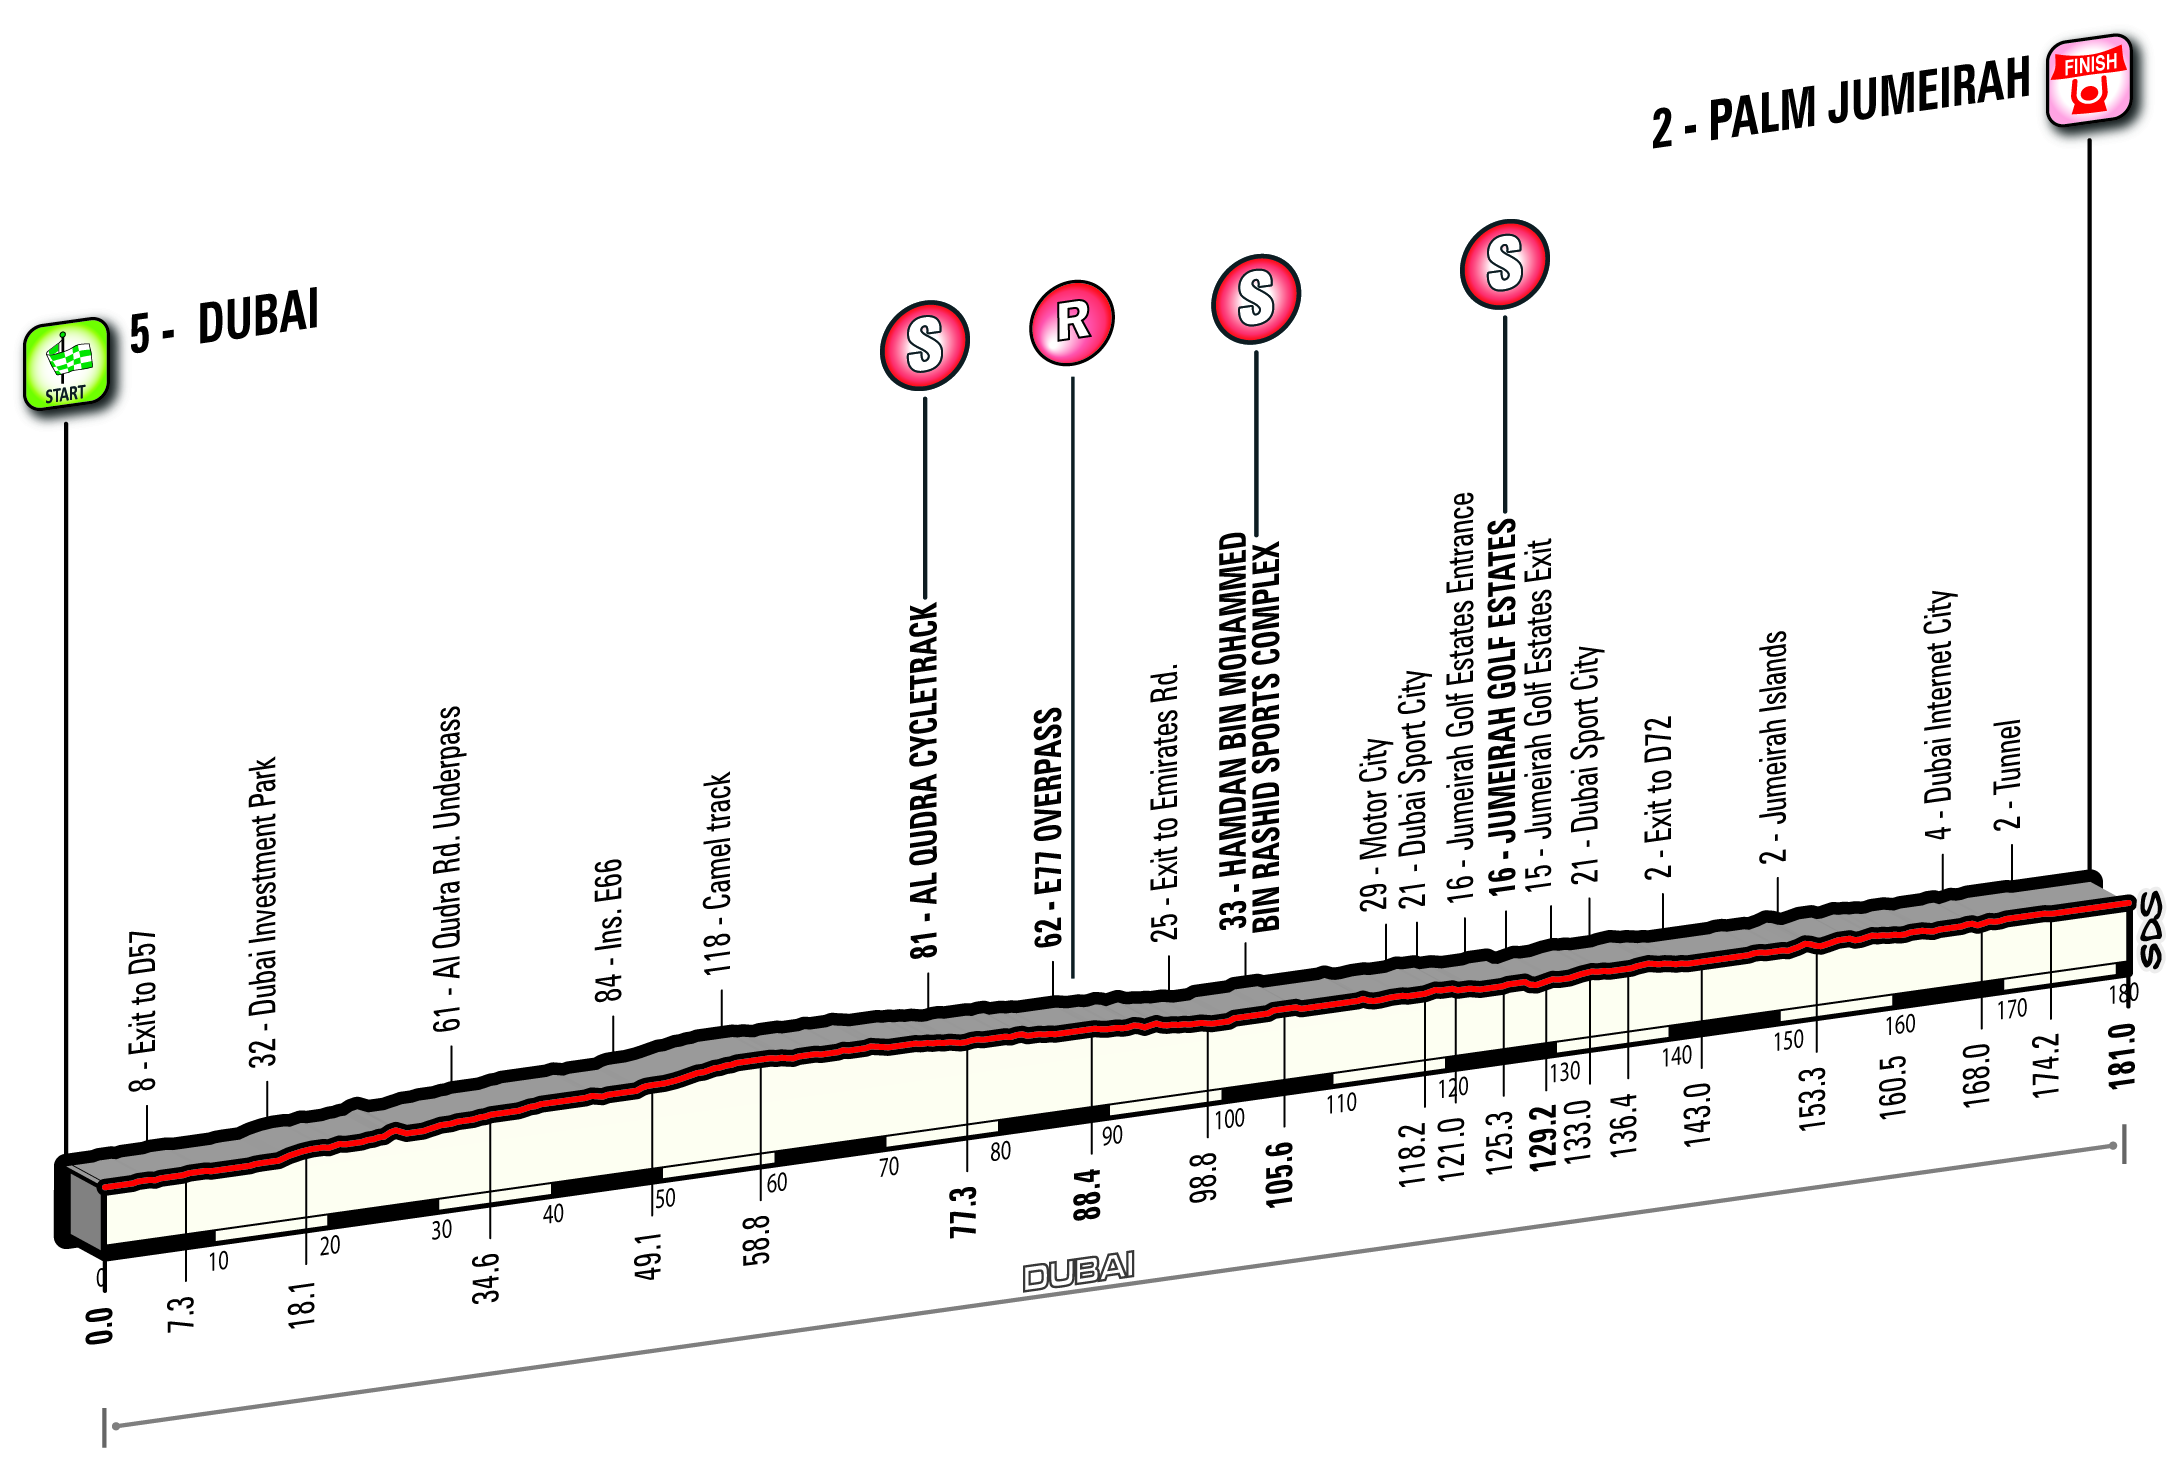 2 - PALM JUMEIRAH
FINISH
5 - DUBAI
START
S
R
S
S
8 - Exit to D57
32 - Dubai Investment Park
61 - Al Qudra Rd. Underpass
84 - Ins. E66
118 - Camel track
81 - AL QUDRA CYCLETRACK
62 - E77 OVERPASS
25 - Exit to Emirates Rd.
33 - HAMDAN BIN MOHAMMED
BIN RASHID SPORTS COMPLEX
29 - Motor City
21 - Dubai Sport City
16 - Jumeirah Golf Estates Entrance
16 - JUMEIRAH GOLF ESTATES
15 - Jumeirah Golf Estates Exit
21 - Dubai Sport City
2 - Exit to D72
2 - Jumeirah Islands
4 - Dubai Internet City
2 - Tunnel
SDS
0
10
20
30
40
50
60
70
80
90
100
110
120
130
140
150
160
170
180
0.0
7.3
18.1
34.6
49.1
58.8
77.3
88.4
98.8
105.6
118.2
121.0
125.3
129.2
133.0
136.4
143.0
153.3
160.5
168.0
174.2
181.0
DUBAI